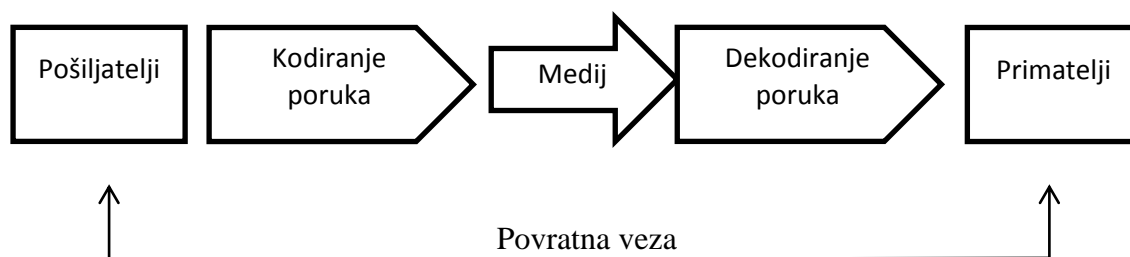 Pošiljatelji
Kodiranje
poruka
Medij
Dekodiranje
poruka
Primatelji
Povratna veza